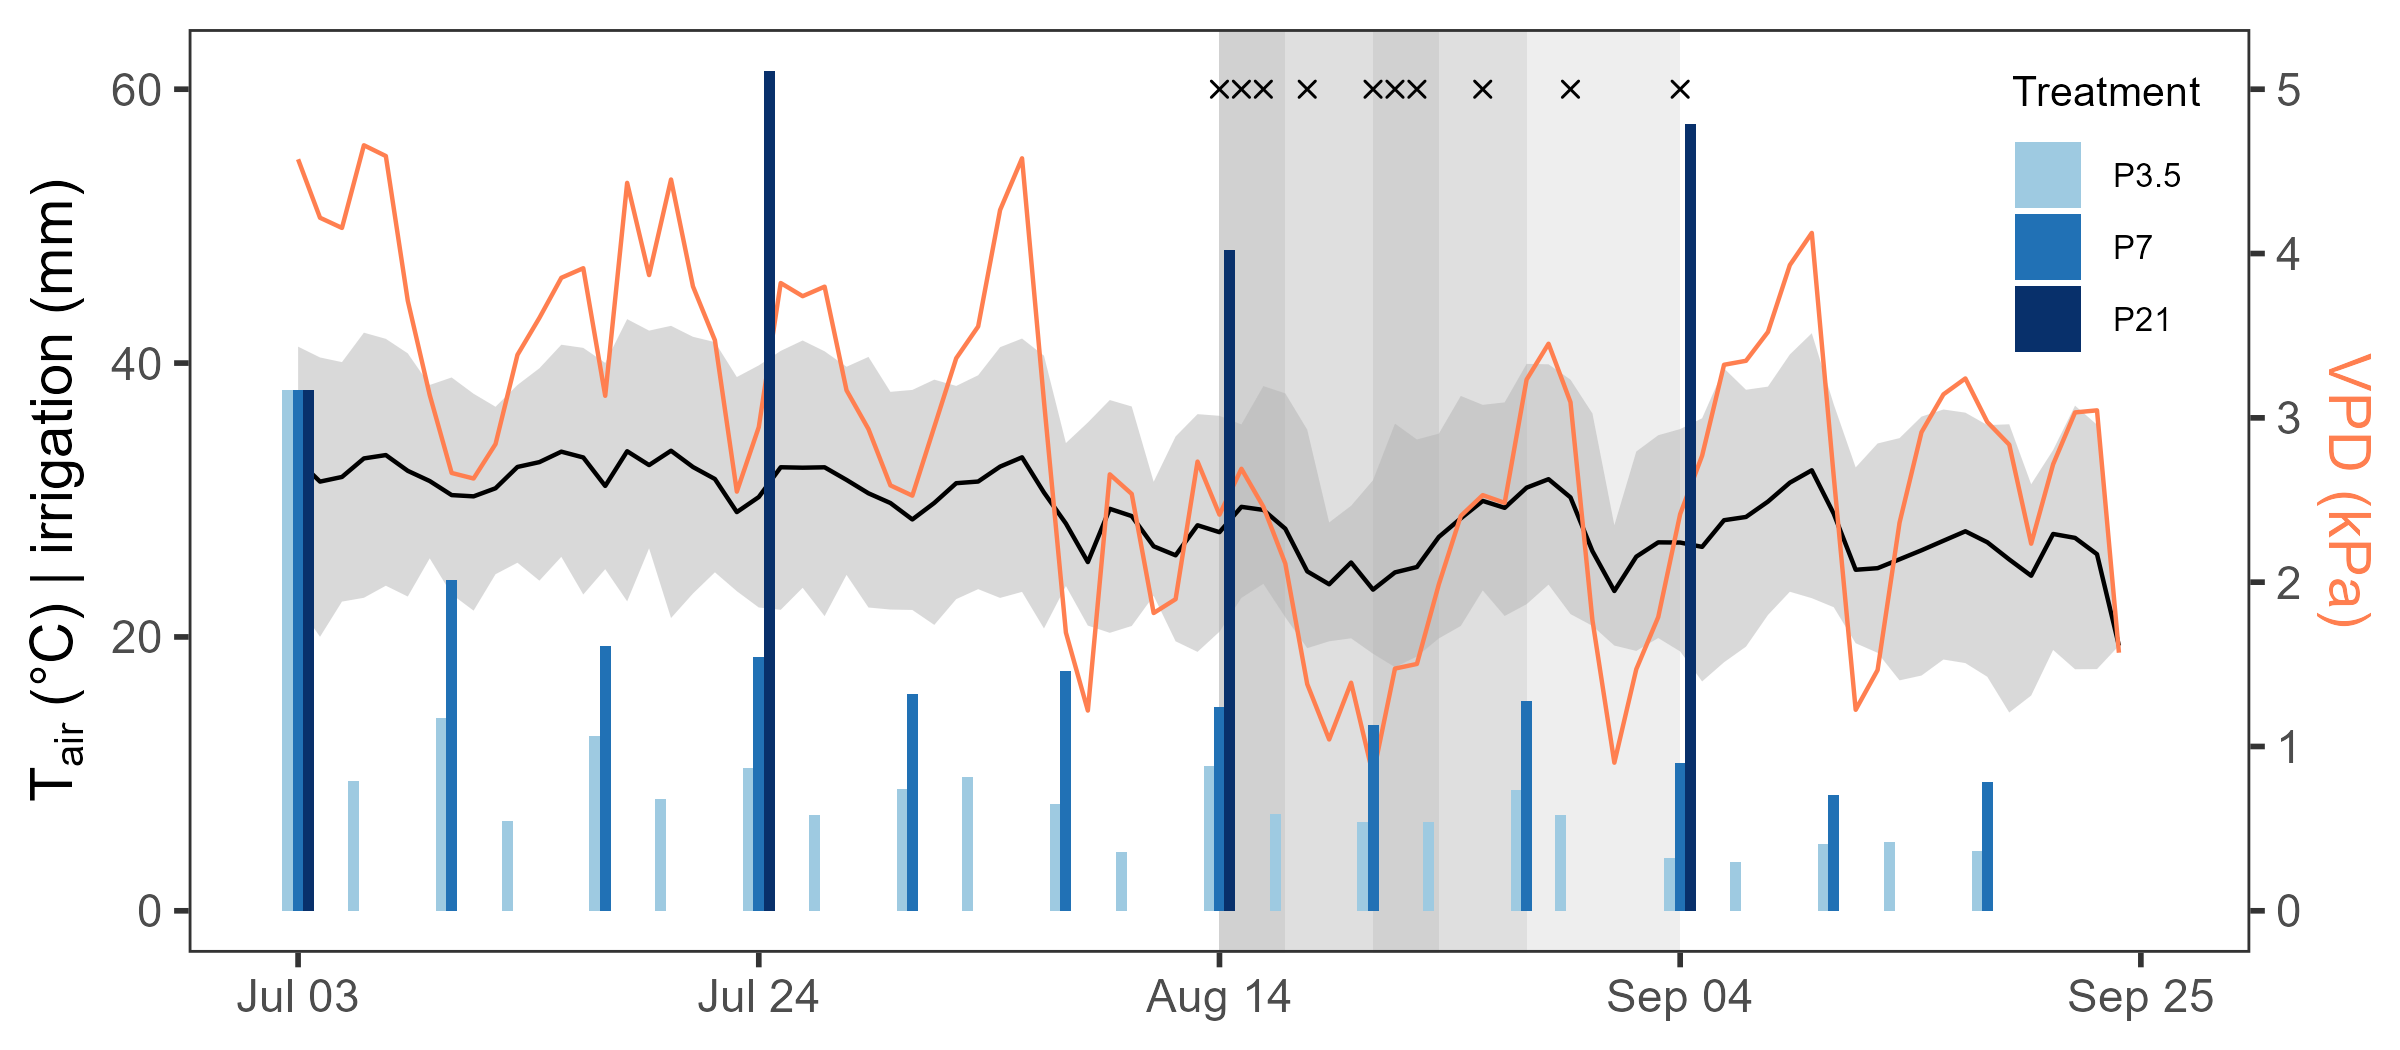 T_air (°C) | irrigation (mm)
60
40
20
0
Jul 03
Jul 24
Aug 14
Sep 04
Sep 25
Treatment
P3.5
P7
P21
5
4
3
2
1
0
VPD (kPa)